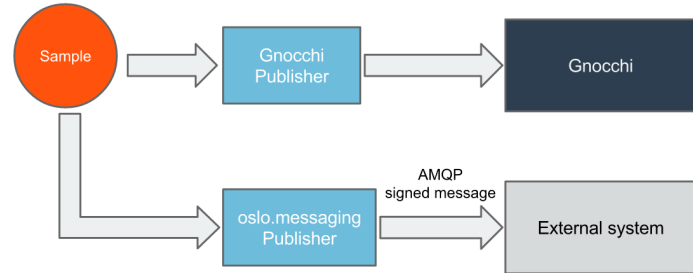 Sample
Gnocchi
Publisher
Gnocchi
AMQP
signed message
oslo.messaging
Publisher
External system